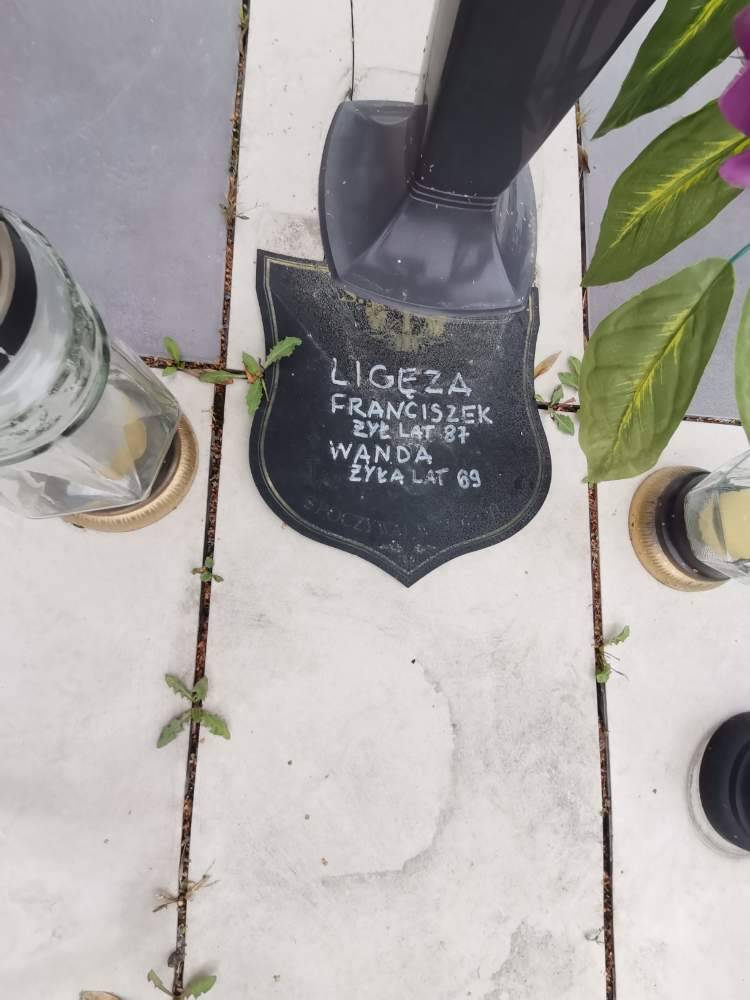 LIGĘZA
FRANCISZEK
ŻYŁ LAT 87
WANDA
ŻYŁA LAT 69